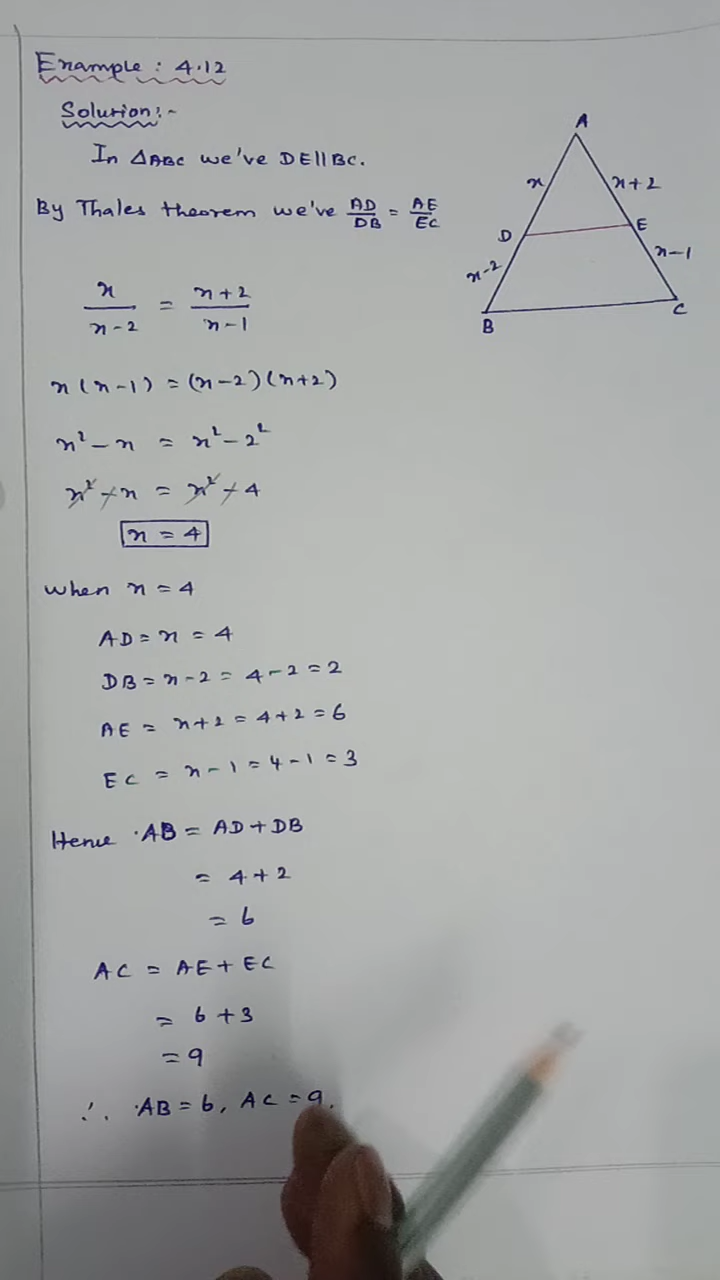 Example : 4.12
Solution:-
In △ABC we've DE||BC.
By Thales theorem we've AD/DB = AE/EC
x/x-2 = x+2/x-1
x(x-1) = (x-2)(x+2)
x²-x = x²-2²
x²-x = x²-4
x = 4
when x = 4
AD = x = 4
DB = x-2 = 4-2 = 2
AE = x+2 = 4+2 = 6
EC = x-1 = 4-1 = 3
Hence AB = AD+DB
= 4+2
= 6
AC = AE+EC
= 6+3
= 9
∴ AB = 6, AC = 9.
A
x
x+2
D
E
x-2
x-1
B
C